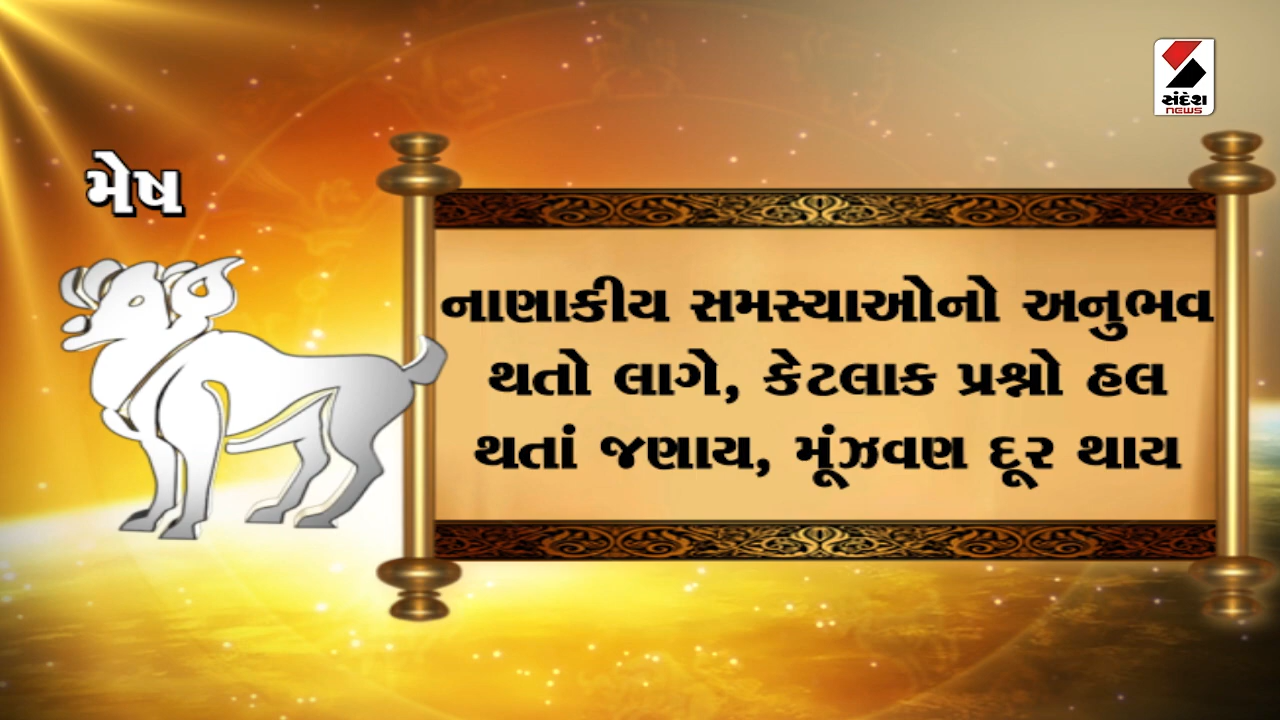 સંદેશ
NEWS
મેષ
નાણાકીય સમસ્યાઓનો અનુભવ
થતો લાગે, કેટલાક પ્રશ્નો હલ
થતાં જણાય, મૂંઝવણ દૂર થાય